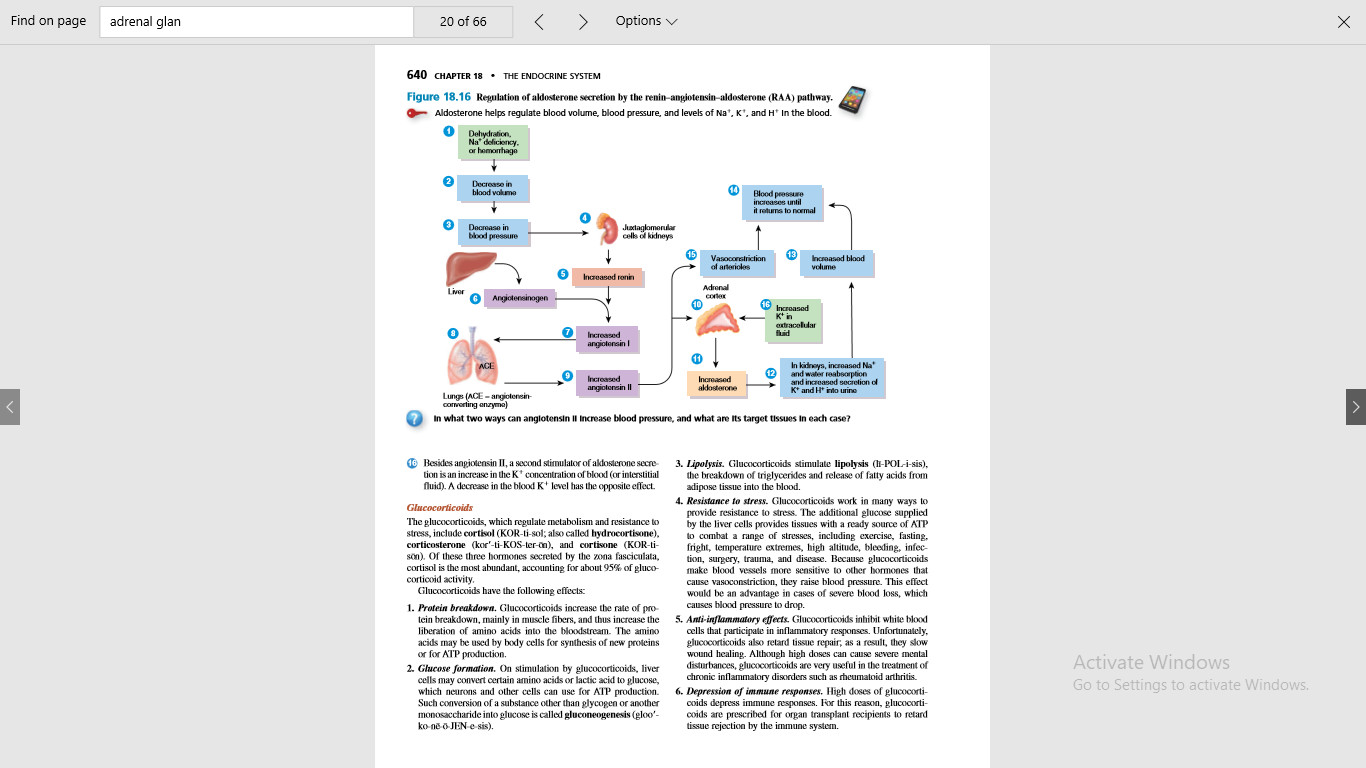 Find on page
adrenal glan
20 of 66
Options
640 CHAPTER 18 • THE ENDOCRINE SYSTEM
Figure 18.16 Regulation of aldosterone secretion by the renin–angiotensin–aldosterone (RAA) pathway.
Aldosterone helps regulate blood volume, blood pressure, and levels of Na⁺, K⁺, and H⁺ in the blood.
1
Dehydration,
Na⁺ deficiency,
or hemorrhage
2
Decrease in
blood volume
3
Decrease in
blood pressure
4
Juxtaglomerular
cells of kidneys
5
Increased renin
Liver
6
Angiotensinogen
7
Increased
angiotensin I
8
ACE
Lungs (ACE = angiotensin-
converting enzyme)
9
Increased
angiotensin II
10
Adrenal
cortex
11
Increased
aldosterone
12
In kidneys, increased Na⁺
and water reabsorption
and increased secretion of
K⁺ and H⁺ into urine
13
Increased blood
volume
14
Blood pressure
increases until
it returns to normal
15
Vasoconstriction
of arterioles
16
Increased
K⁺ in
extracellular
fluid
? In what two ways can angiotensin II increase blood pressure, and what are its target tissues in each case?
16 Besides angiotensin II, a second stimulator of aldosterone secre-
tion is an increase in the K⁺ concentration of blood (or interstitial
fluid). A decrease in the blood K⁺ level has the opposite effect.
Glucocorticoids
The glucocorticoids, which regulate metabolism and resistance to
stress, include cortisol (KOR-ti-sol; also called hydrocortisone),
corticosterone (kor′-ti-KOS-ter-ōn), and cortisone (KOR-ti-
sōn). Of these three hormones secreted by the zona fasciculata,
cortisol is the most abundant, accounting for about 95% of gluco-
corticoid activity.
Glucocorticoids have the following effects:
1. Protein breakdown. Glucocorticoids increase the rate of pro-
tein breakdown, mainly in muscle fibers, and thus increase the
liberation of amino acids into the bloodstream. The amino
acids may be used by body cells for synthesis of new proteins
or for ATP production.
2. Glucose formation. On stimulation by glucocorticoids, liver
cells may convert certain amino acids or lactic acid to glucose,
which neurons and other cells can use for ATP production.
Such conversion of a substance other than glycogen or another
monosaccharide into glucose is called gluconeogenesis (gloo′-
ko-nē-ō-JEN-e-sis).
3. Lipolysis. Glucocorticoids stimulate lipolysis (li-POL-i-sis),
the breakdown of triglycerides and release of fatty acids from
adipose tissue into the blood.
4. Resistance to stress. Glucocorticoids work in many ways to
provide resistance to stress. The additional glucose supplied
by the liver cells provides tissues with a ready source of ATP
to combat a range of stresses, including exercise, fasting,
fright, temperature extremes, high altitude, bleeding, infec-
tion, surgery, trauma, and disease. Because glucocorticoids
make blood vessels more sensitive to other hormones that
cause vasoconstriction, they raise blood pressure. This effect
would be an advantage in cases of severe blood loss, which
causes blood pressure to drop.
5. Anti-inflammatory effects. Glucocorticoids inhibit white blood
cells that participate in inflammatory responses. Unfortunately,
glucocorticoids also retard tissue repair; as a result, they slow
wound healing. Although high doses can cause severe mental
disturbances, glucocorticoids are very useful in the treatment of
chronic inflammatory disorders such as rheumatoid arthritis.
6. Depression of immune responses. High doses of glucocorti-
coids depress immune responses. For this reason, glucocorti-
coids are prescribed for organ transplant recipients to retard
tissue rejection by the immune system.
Activate Windows
Go to Settings to activate Windows.